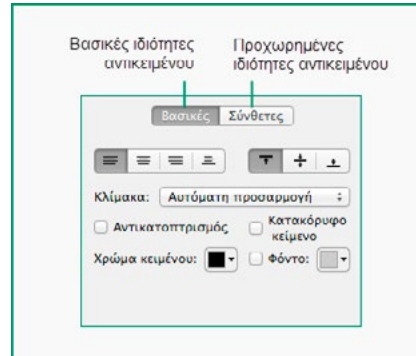 Βασικές ιδιότητες αντικειμένου
Προχωρημένες ιδιότητες αντικειμένου
Βασικές Σύνθετες
Κλίμακα: Αυτόματη προσαρμογή
Αντικατοπτρισμός Κατακόρυφο κείμενο
Χρώμα κειμένου: Φόντο: